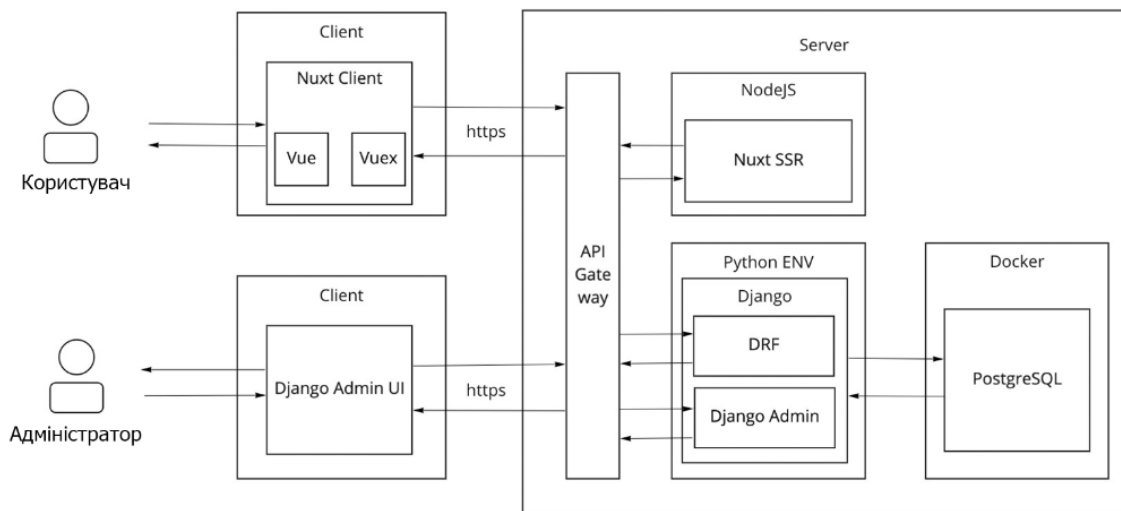 Client
Nuxt Client
Vue
Vuex
Користувач
https
Server
NodeJS
Nuxt SSR
API
Gate
way
Python ENV
Django
DRF
Django Admin
Docker
PostgreSQL
Client
Django Admin UI
https
Адміністратор